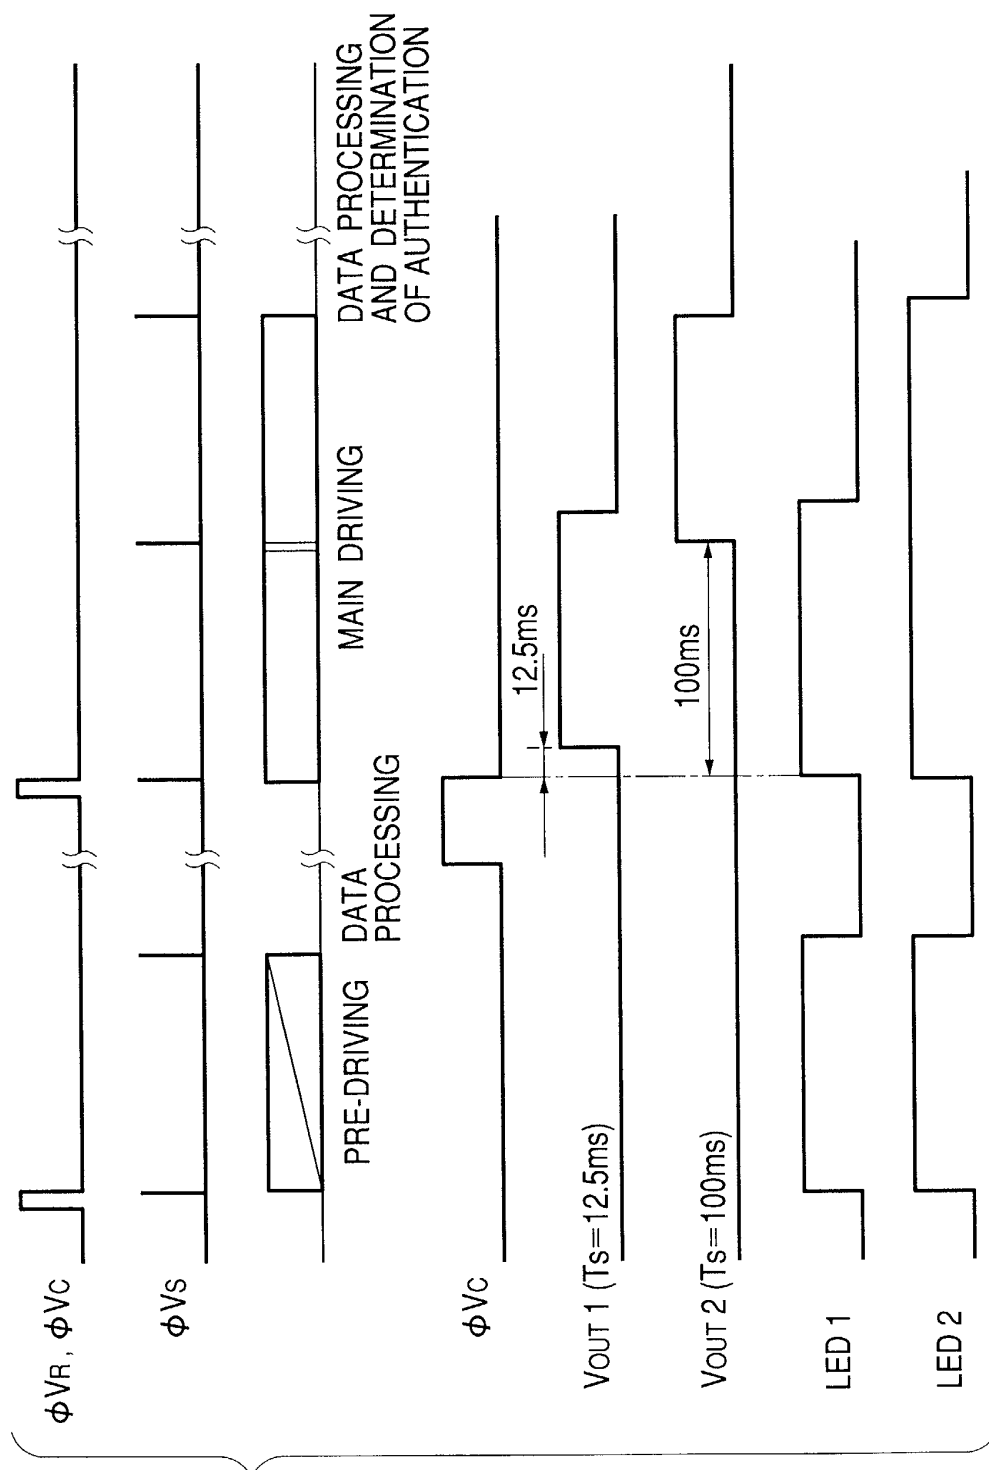 ϕVR, ϕVC
ϕVS
PRE-DRIVING
DATA
PROCESSING
MAIN DRIVING
DATA PROCESSING
AND DETERMINATION
OF AUTHENTICATION
ϕVC
12.5ms
VOUT 1 (Ts=12.5ms)
100ms
VOUT 2 (Ts=100ms)
LED 1
LED 2